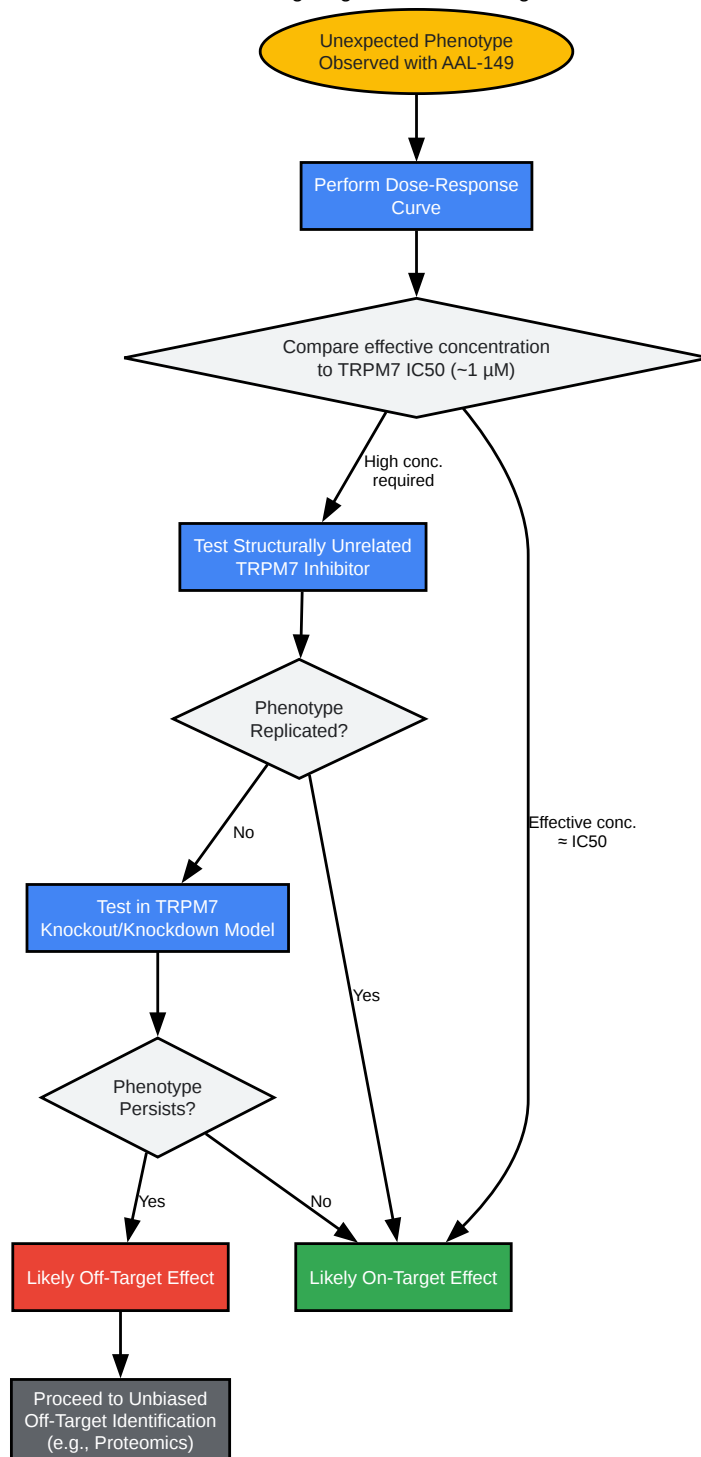 Unexpected Phenotype
Observed with AAL-149
Perform Dose-Response
Curve
Compare effective concentration
to TRPM7 IC50 (~1 µM)
High conc.
required
Test Structurally Unrelated
TRPM7 Inhibitor
Phenotype
Replicated?
Effective conc.
≈ IC50
No
Test in TRPM7
Knockout/Knockdown Model
Yes
Phenotype
Persists?
Yes
No
Likely Off-Target Effect
Likely On-Target Effect
Proceed to Unbiased
Off-Target Identification
(e.g., Proteomics)